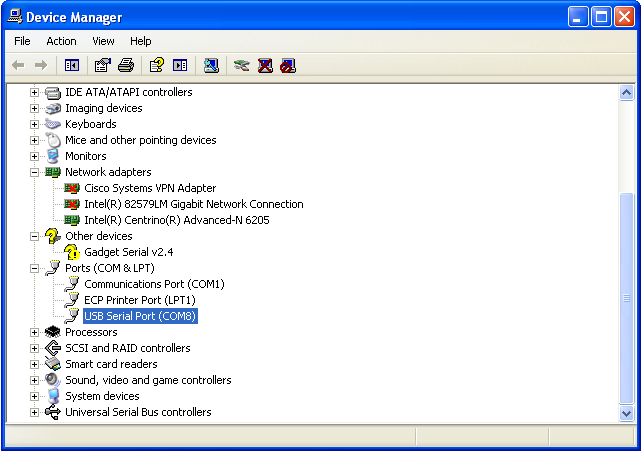 Device Manager
File Action View Help
IDE ATA/ATAPI controllers
Imaging devices
Keyboards
Mice and other pointing devices
Monitors
Network adapters
Cisco Systems VPN Adapter
Intel(R) 82579LM Gigabit Network Connection
Intel(R) Centrino(R) Advanced-N 6205
Other devices
Gadget Serial v2.4
Ports (COM & LPT)
Communications Port (COM1)
ECP Printer Port (LPT1)
USB Serial Port (COM8)
Processors
SCSI and RAID controllers
Smart card readers
Sound, video and game controllers
System devices
Universal Serial Bus controllers